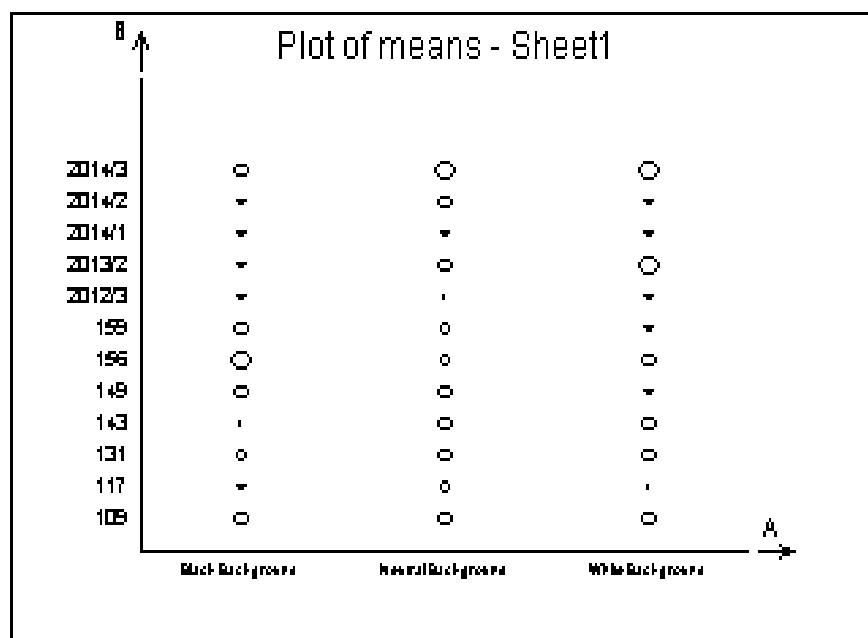 B
Plot of means - Sheet1
2014/3
2014/2
2014/1
2013/2
2012/3
159
156
149
143
131
117
109
A
Black Background
Neutral Background
White Background